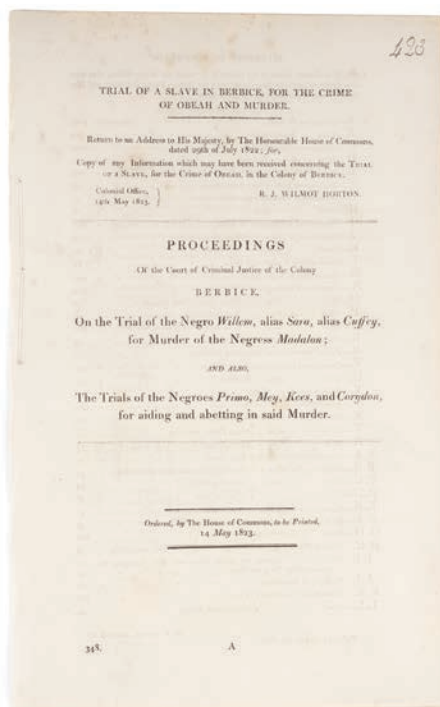 423
TRIAL OF A SLAVE IN BERBICE, FOR THE CRIME
OF OBEAH AND MURDER.
Return to an Address to His Majesty, by The Honourable House of Commons,
dated 29th of July 1822; for,
Copy of any Information which may have been received concerning the TRIAL
OF A SLAVE, for the Crime of OBEAH, in the Colony of BERBICE.
Colonial Office,
14th May 1823.
R. J. WILMOT HORTON.
PROCEEDINGS
Of the Court of Criminal Justice of the Colony
BERBICE,
On the Trial of the Negro Willem, alias Sara, alias Cuffey,
for Murder of the Negress Madalon;
AND ALSO,
The Trials of the Negroes Primo, Mey, Kees, and Corydon,
for aiding and abetting in said Murder.
Ordered, by The House of Commons, to be Printed,
14 May 1823.
348.
A